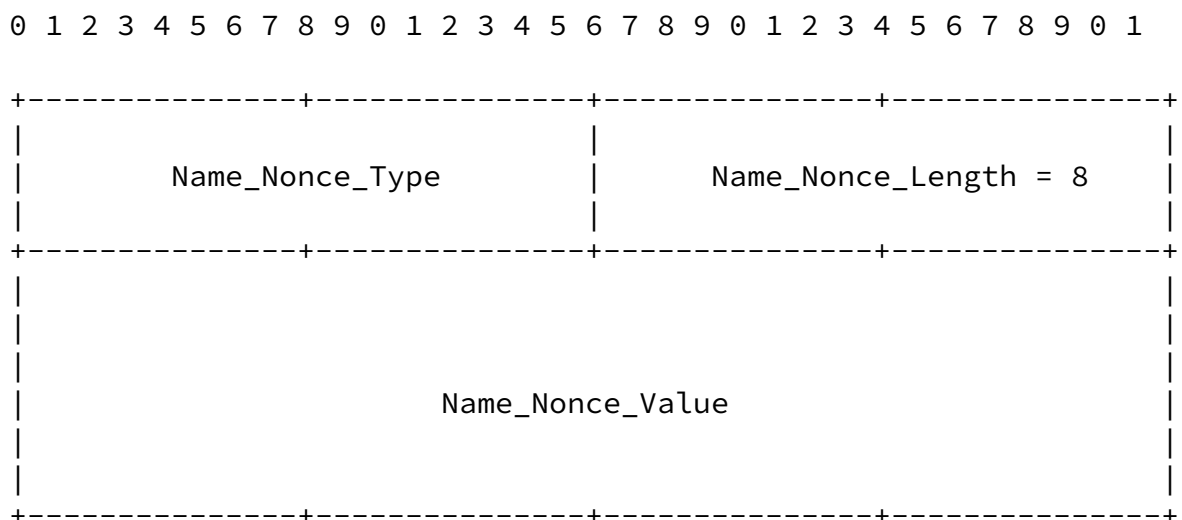 0 1 2 3 4 5 6 7 8 9 0 1 2 3 4 5 6 7 8 9 0 1 2 3 4 5 6 7 8 9 0 1
Name_Nonce_Type Name_Nonce_Length = 8
Name_Nonce_Value